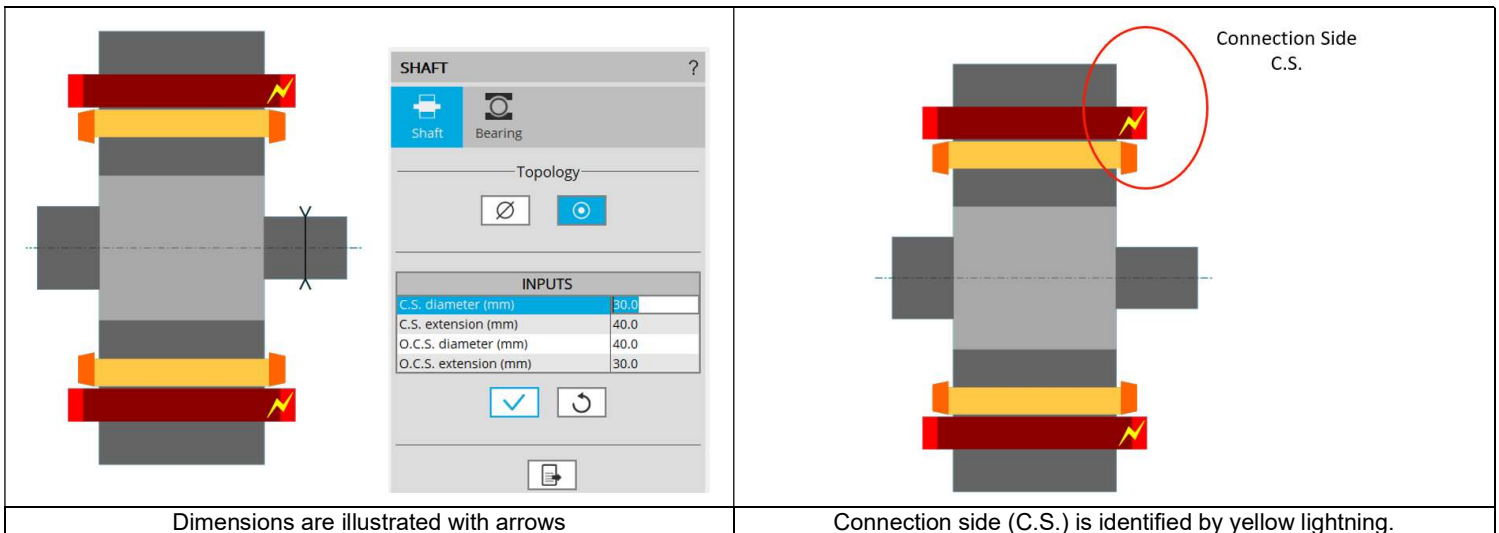 SHAFT ?
Shaft Bearing
Topology
INPUTS
C.S. diameter (mm) 30.0
C.S. extension (mm) 40.0
O.C.S. diameter (mm) 40.0
O.C.S. extension (mm) 30.0
Dimensions are illustrated with arrows
Connection Side
C.S.
Connection side (C.S.) is identified by yellow lightning.